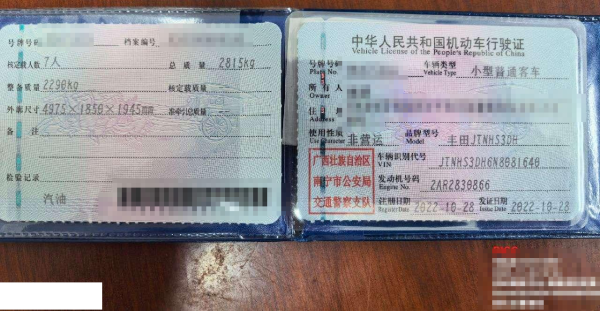 号牌号码 档案编号
核定载人数 7人 总质量 2815kg
整备质量 2290kg 核定载质量
外廓尺寸 4975×1850×1945mm 准牵引总质量
备注
检验记录
汽油
中华人民共和国机动车行驶证
Vehicle License of the People's Republic of China
号牌号码 车辆类型 小型普通客车
Plate No. Vehicle Type
所有人
Owner
住址
使用性质 非营运 品牌型号 丰田JTNHS3DH
Use Character Model
广西壮族自治区
南宁市公安局
交通警察支队
车辆识别代号 JTNHS3DH6N8081640
VIN
发动机号码 2AR2830866
Engine No.
注册日期 2022-10-28 发证日期 2022-10-28
Register Date Issue Date